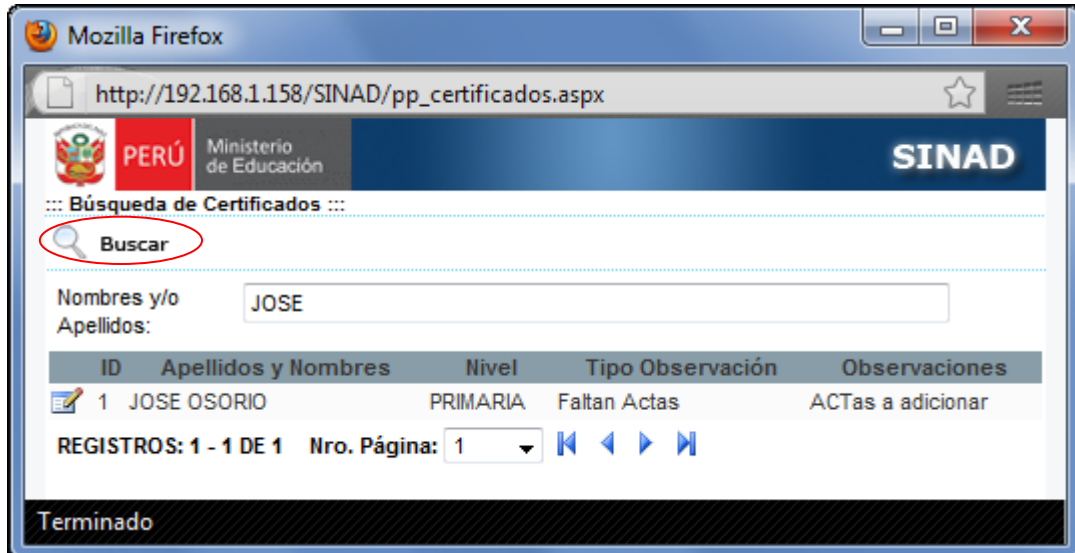 Mozilla Firefox
http://192.168.1.158/SINAD/pp_certificados.aspx
PERÚ Ministerio de Educación SINAD
::: Búsqueda de Certificados :::
Buscar
Nombres y/o Apellidos: JOSE
ID Apellidos y Nombres Nivel Tipo Observación Observaciones
1 JOSE OSORIO PRIMARIA Faltan Actas ACTas a adicionar
REGISTROS: 1 - 1 DE 1 Nro. Página: 1
Terminado